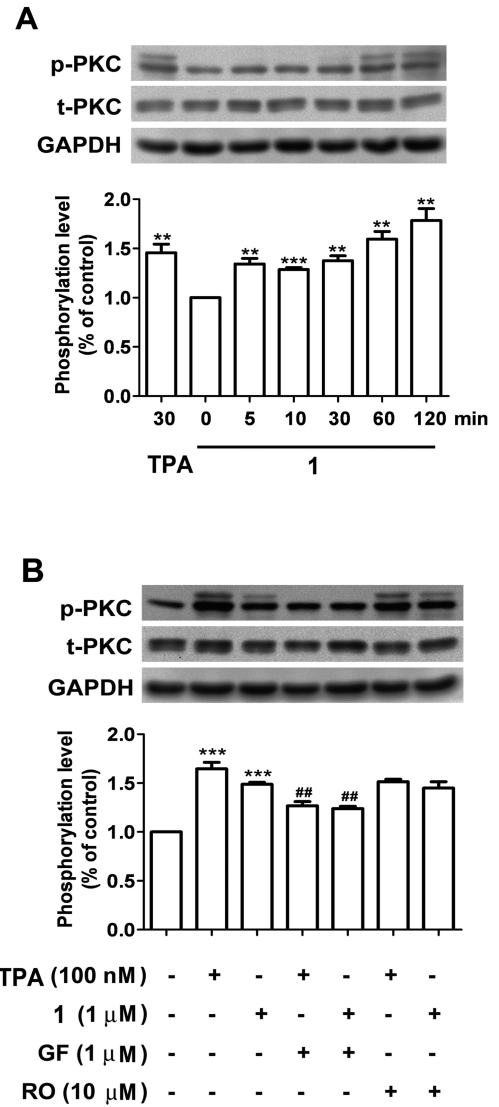 A
p-PKC
t-PKC
GAPDH
Phosphorylation level
(% of control)
2.0
1.5
1.0
0.5
0.0
** ** *** ** ** **
30 0 5 10 30 60 120 min
TPA 1
B
p-PKC
t-PKC
GAPDH
Phosphorylation level
(% of control)
2.0
1.5
1.0
0.5
0.0
*** *** ## ##
TPA (100 nM) - + - + - + -
1 (1 μM) - - + - + - +
GF (1 μM) - - - + + - -
RO (10 μM) - - - - - + +